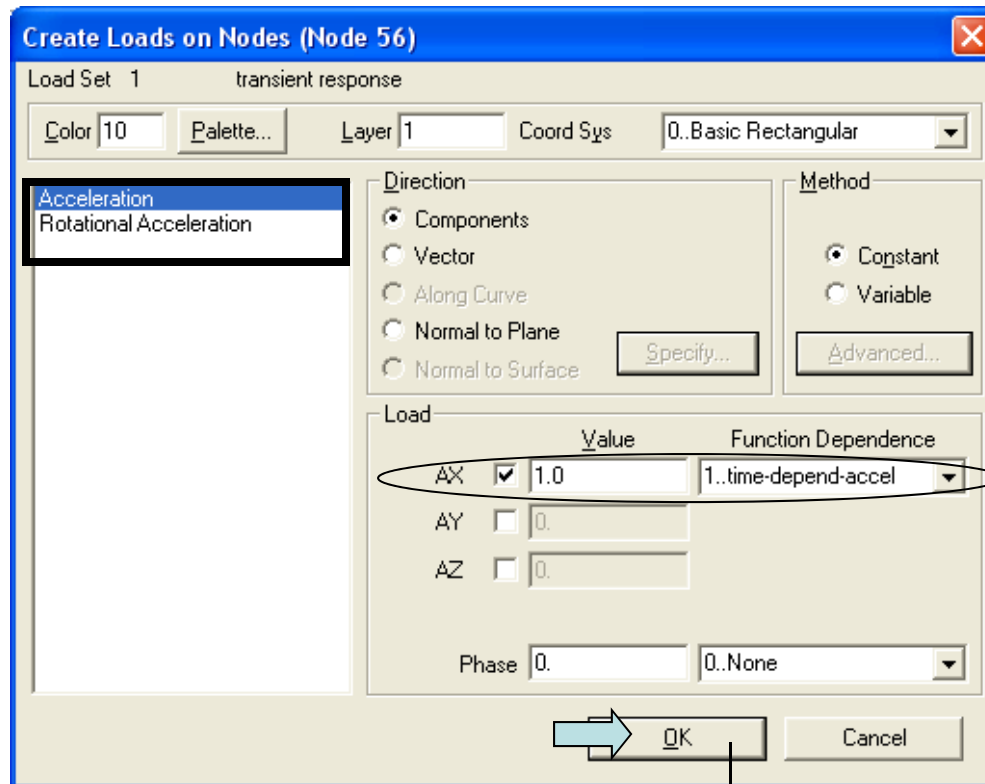 Create Loads on Nodes (Node 56)
Load Set 1 transient response
Color 10 Palette... Layer 1 Coord Sys 0..Basic Rectangular
Acceleration
Rotational Acceleration
Direction
Components
Vector
Along Curve
Normal to Plane
Normal to Surface
Specify...
Method
Constant
Variable
Advanced...
Load
Value Function Dependence
AX 1.0 1..time-depend-accel
AY 0.
AZ 0.
Phase 0. 0..None
OK Cancel